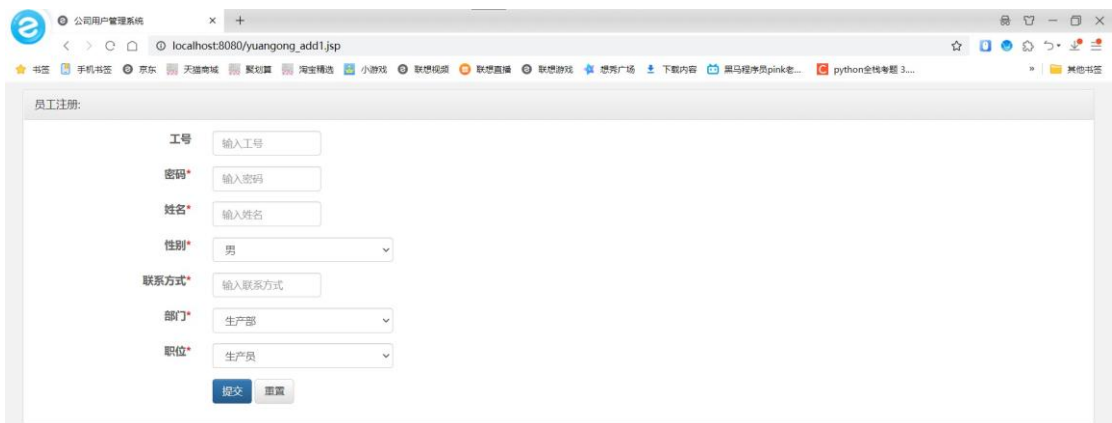 公司用户管理系统
localhost:8080/yuangong_add1.jsp
书签 手机书签 京东 天猫商城 聚划算 淘宝精选 小游戏 联想视频 联想直播 联想游戏 想秀广场 下载内容 黑马程序员pink老... python全栈专题 3.... » 其他书签
员工注册:
工号 输入工号
密码* 输入密码
姓名* 输入姓名
性别* 男
联系方式* 输入联系方式
部门* 生产部
职位* 生产员
提交 重置